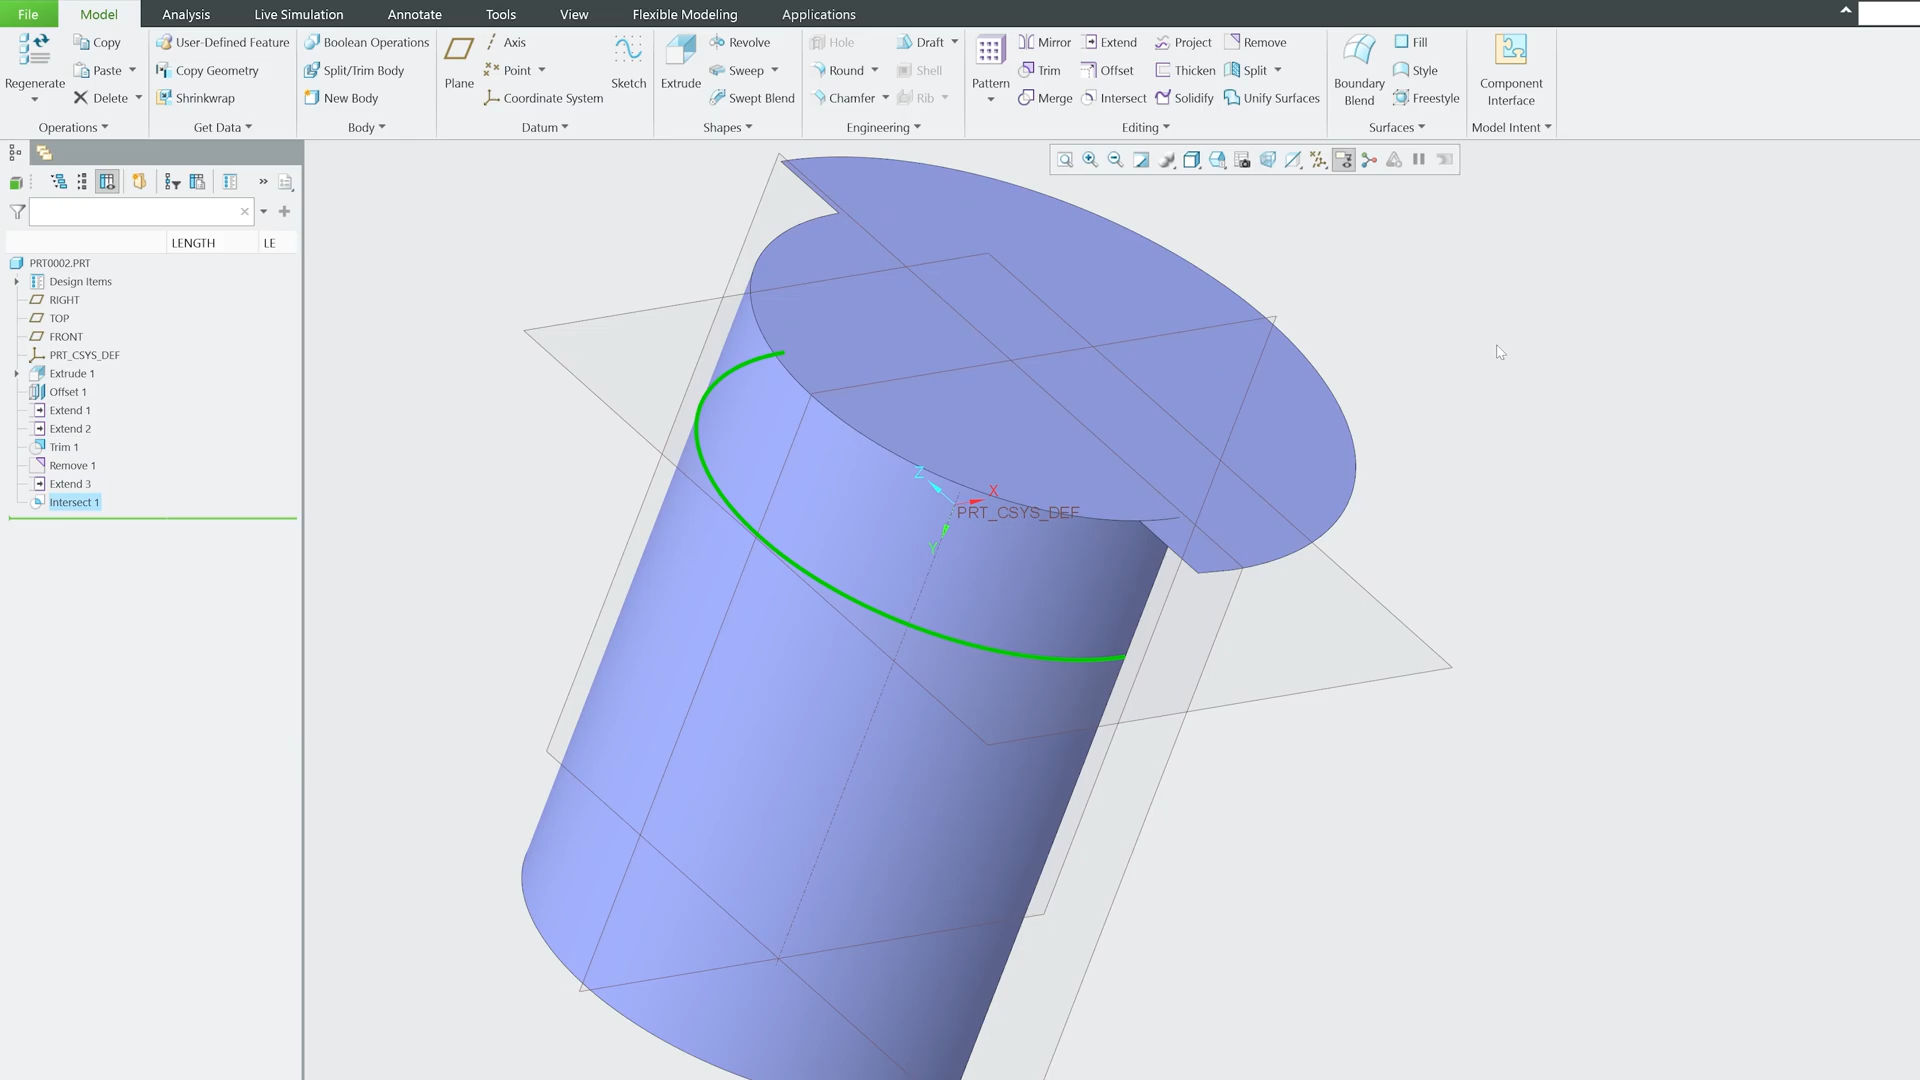 File Model Analysis Live Simulation Annotate Tools View Flexible Modeling Applications
Regenerate Copy Paste Delete
Operations
User-Defined Feature
Copy Geometry
Shrinkwrap
Get Data
Boolean Operations
Split/Trim Body
New Body
Body
Plane
Axis
Point
Coordinate System
Sketch
Datum
Extrude
Revolve
Sweep
Swept Blend
Shapes
Hole Draft
Round Shell
Chamfer Rib
Engineering
Pattern
Mirror Extend Project Remove
Trim Offset Thicken Split
Merge Intersect Solidify Unify Surfaces
Editing
Boundary
Blend
Fill
Style
Freestyle
Surfaces
Component
Interface
Model Intent
LENGTH LE
PRT0002.PRT
Design Items
RIGHT
TOP
FRONT
PRT_CSYS_DEF
Extrude 1
Offset 1
Extend 1
Extend 2
Trim 1
Remove 1
Extend 3
Intersect 1
Z
X
PRT_CSYS_DEF
Y